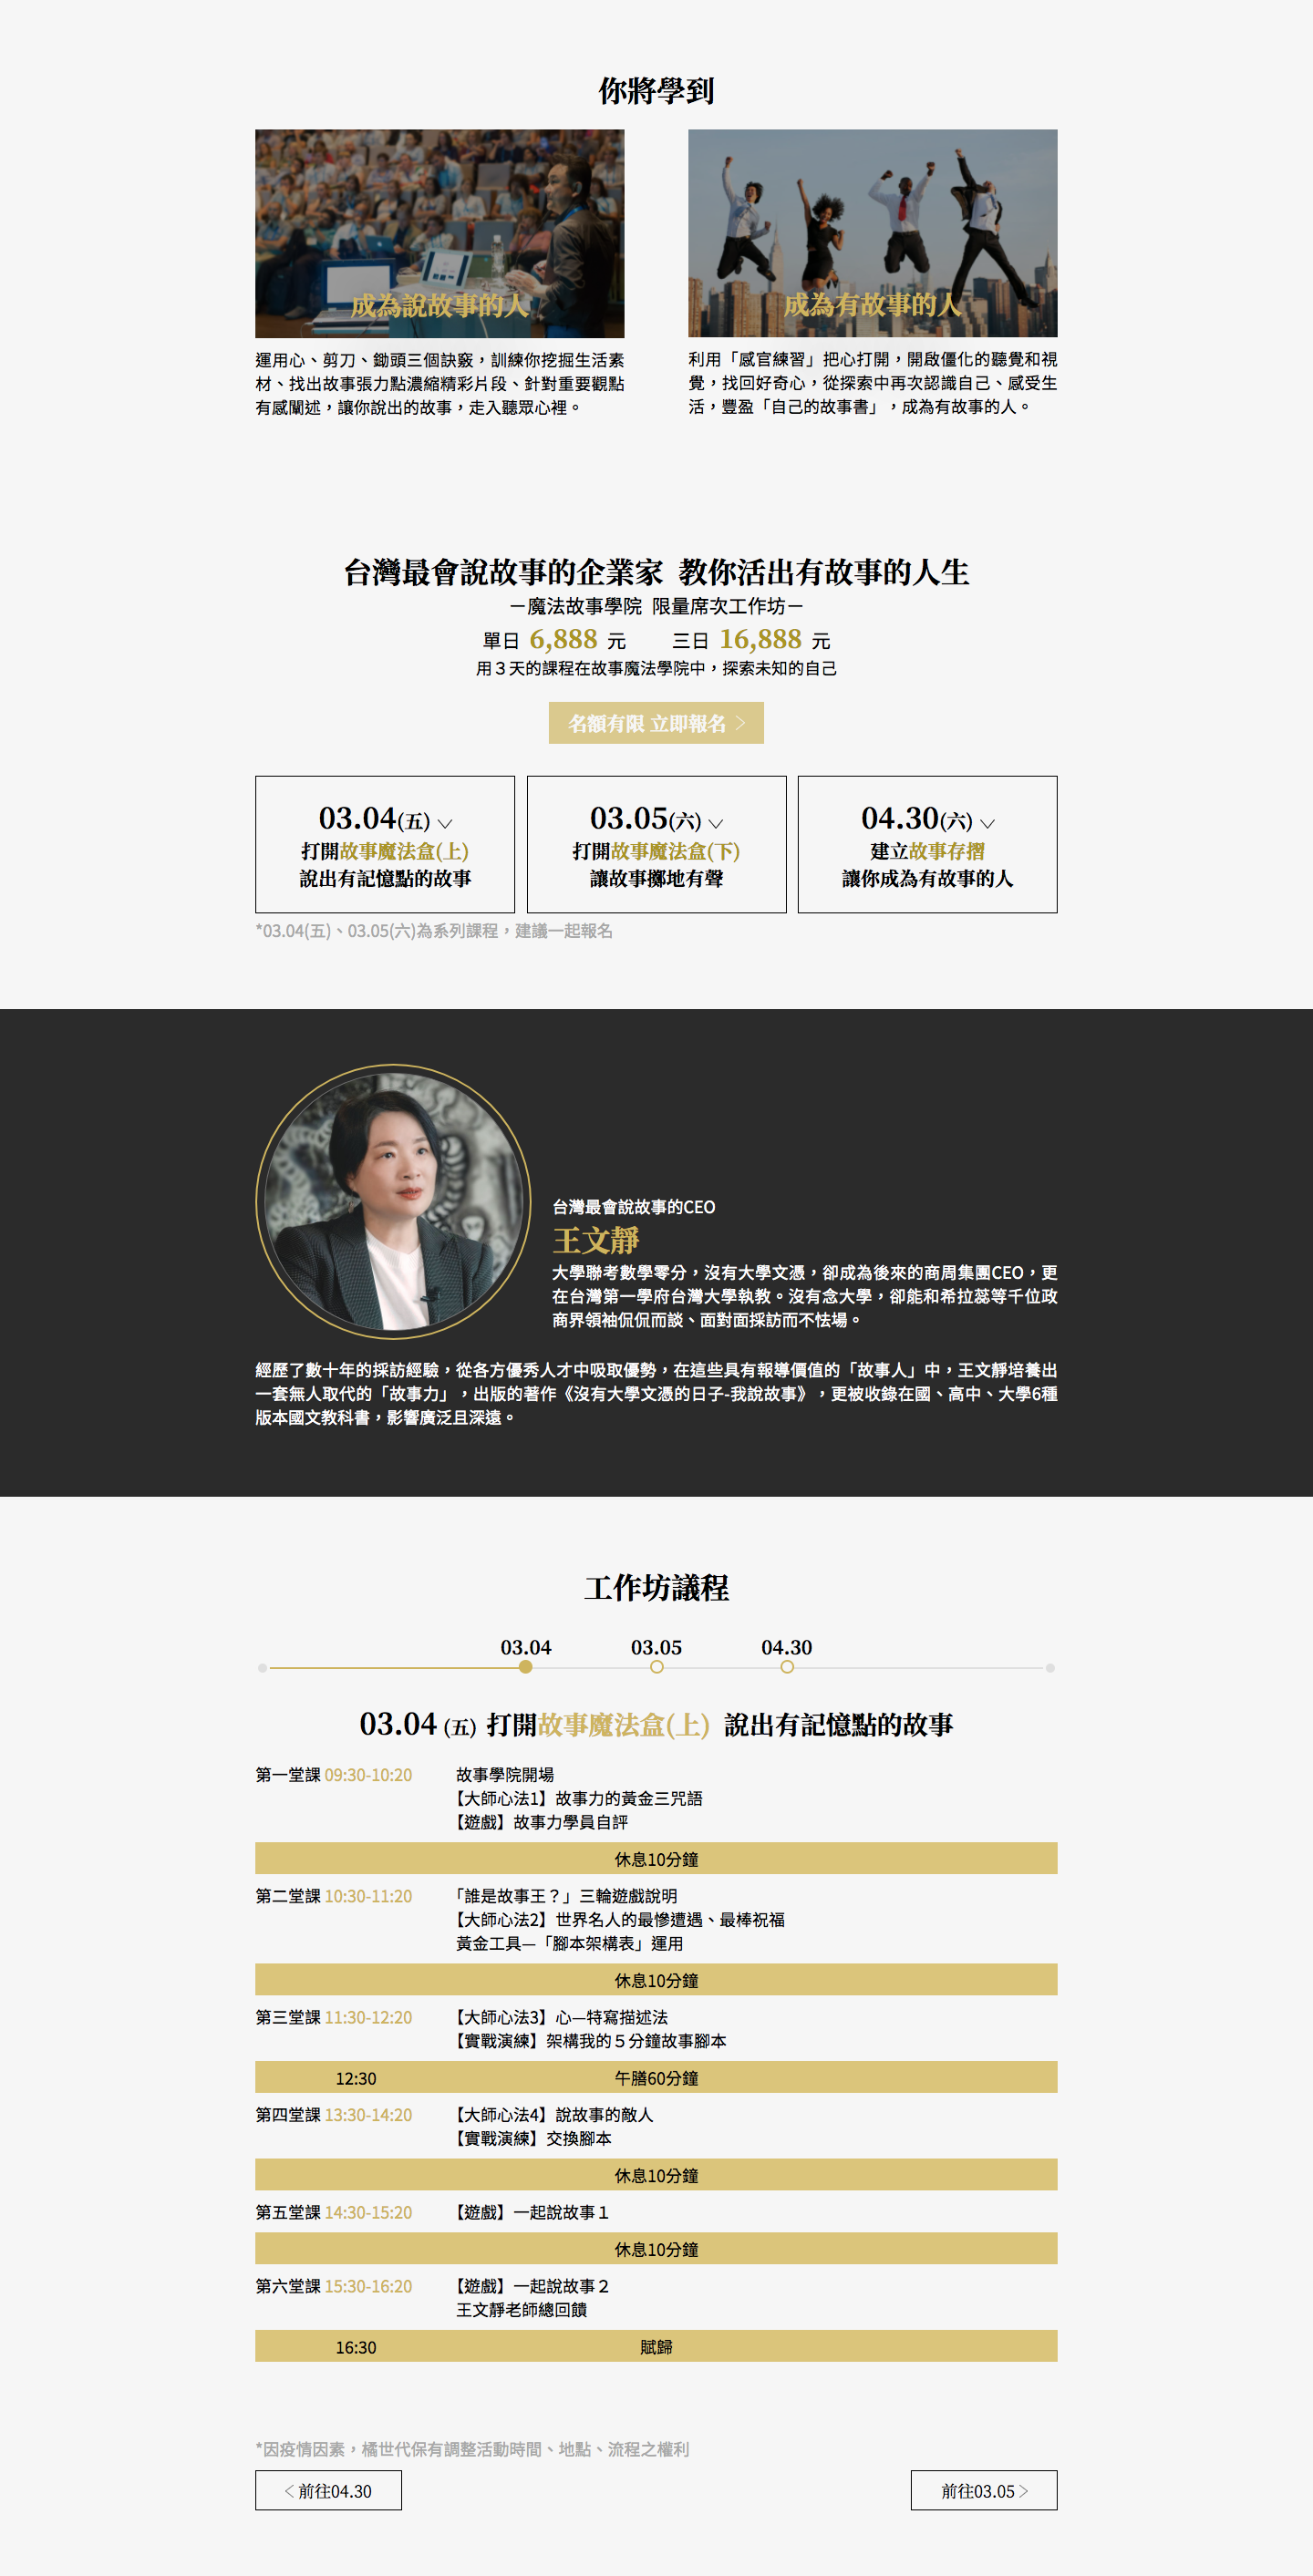 你將學到
成為說故事的人
成為有故事的人
運用心、剪刀、鋤頭三個訣竅，訓練你挖掘生活素
材、找出故事張力點濃縮精彩片段、針對重要觀點
有感闡述，讓你說出的故事，走入聽眾心裡。
利用「感官練習」把心打開，開啟僵化的聽覺和視
覺，找回好奇心，從探索中再次認識自己、感受生
活，豐盈「自己的故事書」，成為有故事的人。
台灣最會說故事的企業家 教你活出有故事的人生
－魔法故事學院 限量席次工作坊－
單日 6,888 元 三日 16,888 元
用３天的課程在故事魔法學院中，探索未知的自己
名額有限 立即報名
03.04(五)
打開故事魔法盒(上)
說出有記憶點的故事
03.05(六)
打開故事魔法盒(下)
讓故事擲地有聲
04.30(六)
建立故事存摺
讓你成為有故事的人
*03.04(五)、03.05(六)為系列課程，建議一起報名
台灣最會說故事的CEO
王文靜
大學聯考數學零分，沒有大學文憑，卻成為後來的商周集團CEO，更
在台灣第一學府台灣大學執教。沒有念大學，卻能和希拉蕊等千位政
商界領袖侃侃而談、面對面採訪而不怯場。
經歷了數十年的採訪經驗，從各方優秀人才中吸取優勢，在這些具有報導價值的「故事人」中，王文靜培養出
一套無人取代的「故事力」，出版的著作《沒有大學文憑的日子-我說故事》，更被收錄在國、高中、大學6種
版本國文教科書，影響廣泛且深遠。
工作坊議程
03.04 03.05 04.30
03.04 (五) 打開故事魔法盒(上) 說出有記憶點的故事
第一堂課 09:30-10:20 故事學院開場
【大師心法1】故事力的黃金三咒語
【遊戲】故事力學員自評
休息10分鐘
第二堂課 10:30-11:20 「誰是故事王？」三輪遊戲說明
【大師心法2】世界名人的最慘遭遇、最棒祝福
黃金工具—「腳本架構表」運用
休息10分鐘
第三堂課 11:30-12:20 【大師心法3】心—特寫描述法
【實戰演練】架構我的５分鐘故事腳本
12:30 午膳60分鐘
第四堂課 13:30-14:20 【大師心法4】說故事的敵人
【實戰演練】交換腳本
休息10分鐘
第五堂課 14:30-15:20 【遊戲】一起說故事１
休息10分鐘
第六堂課 15:30-16:20 【遊戲】一起說故事２
王文靜老師總回饋
16:30 賦歸
*因疫情因素，橘世代保有調整活動時間、地點、流程之權利
前往04.30
前往03.05